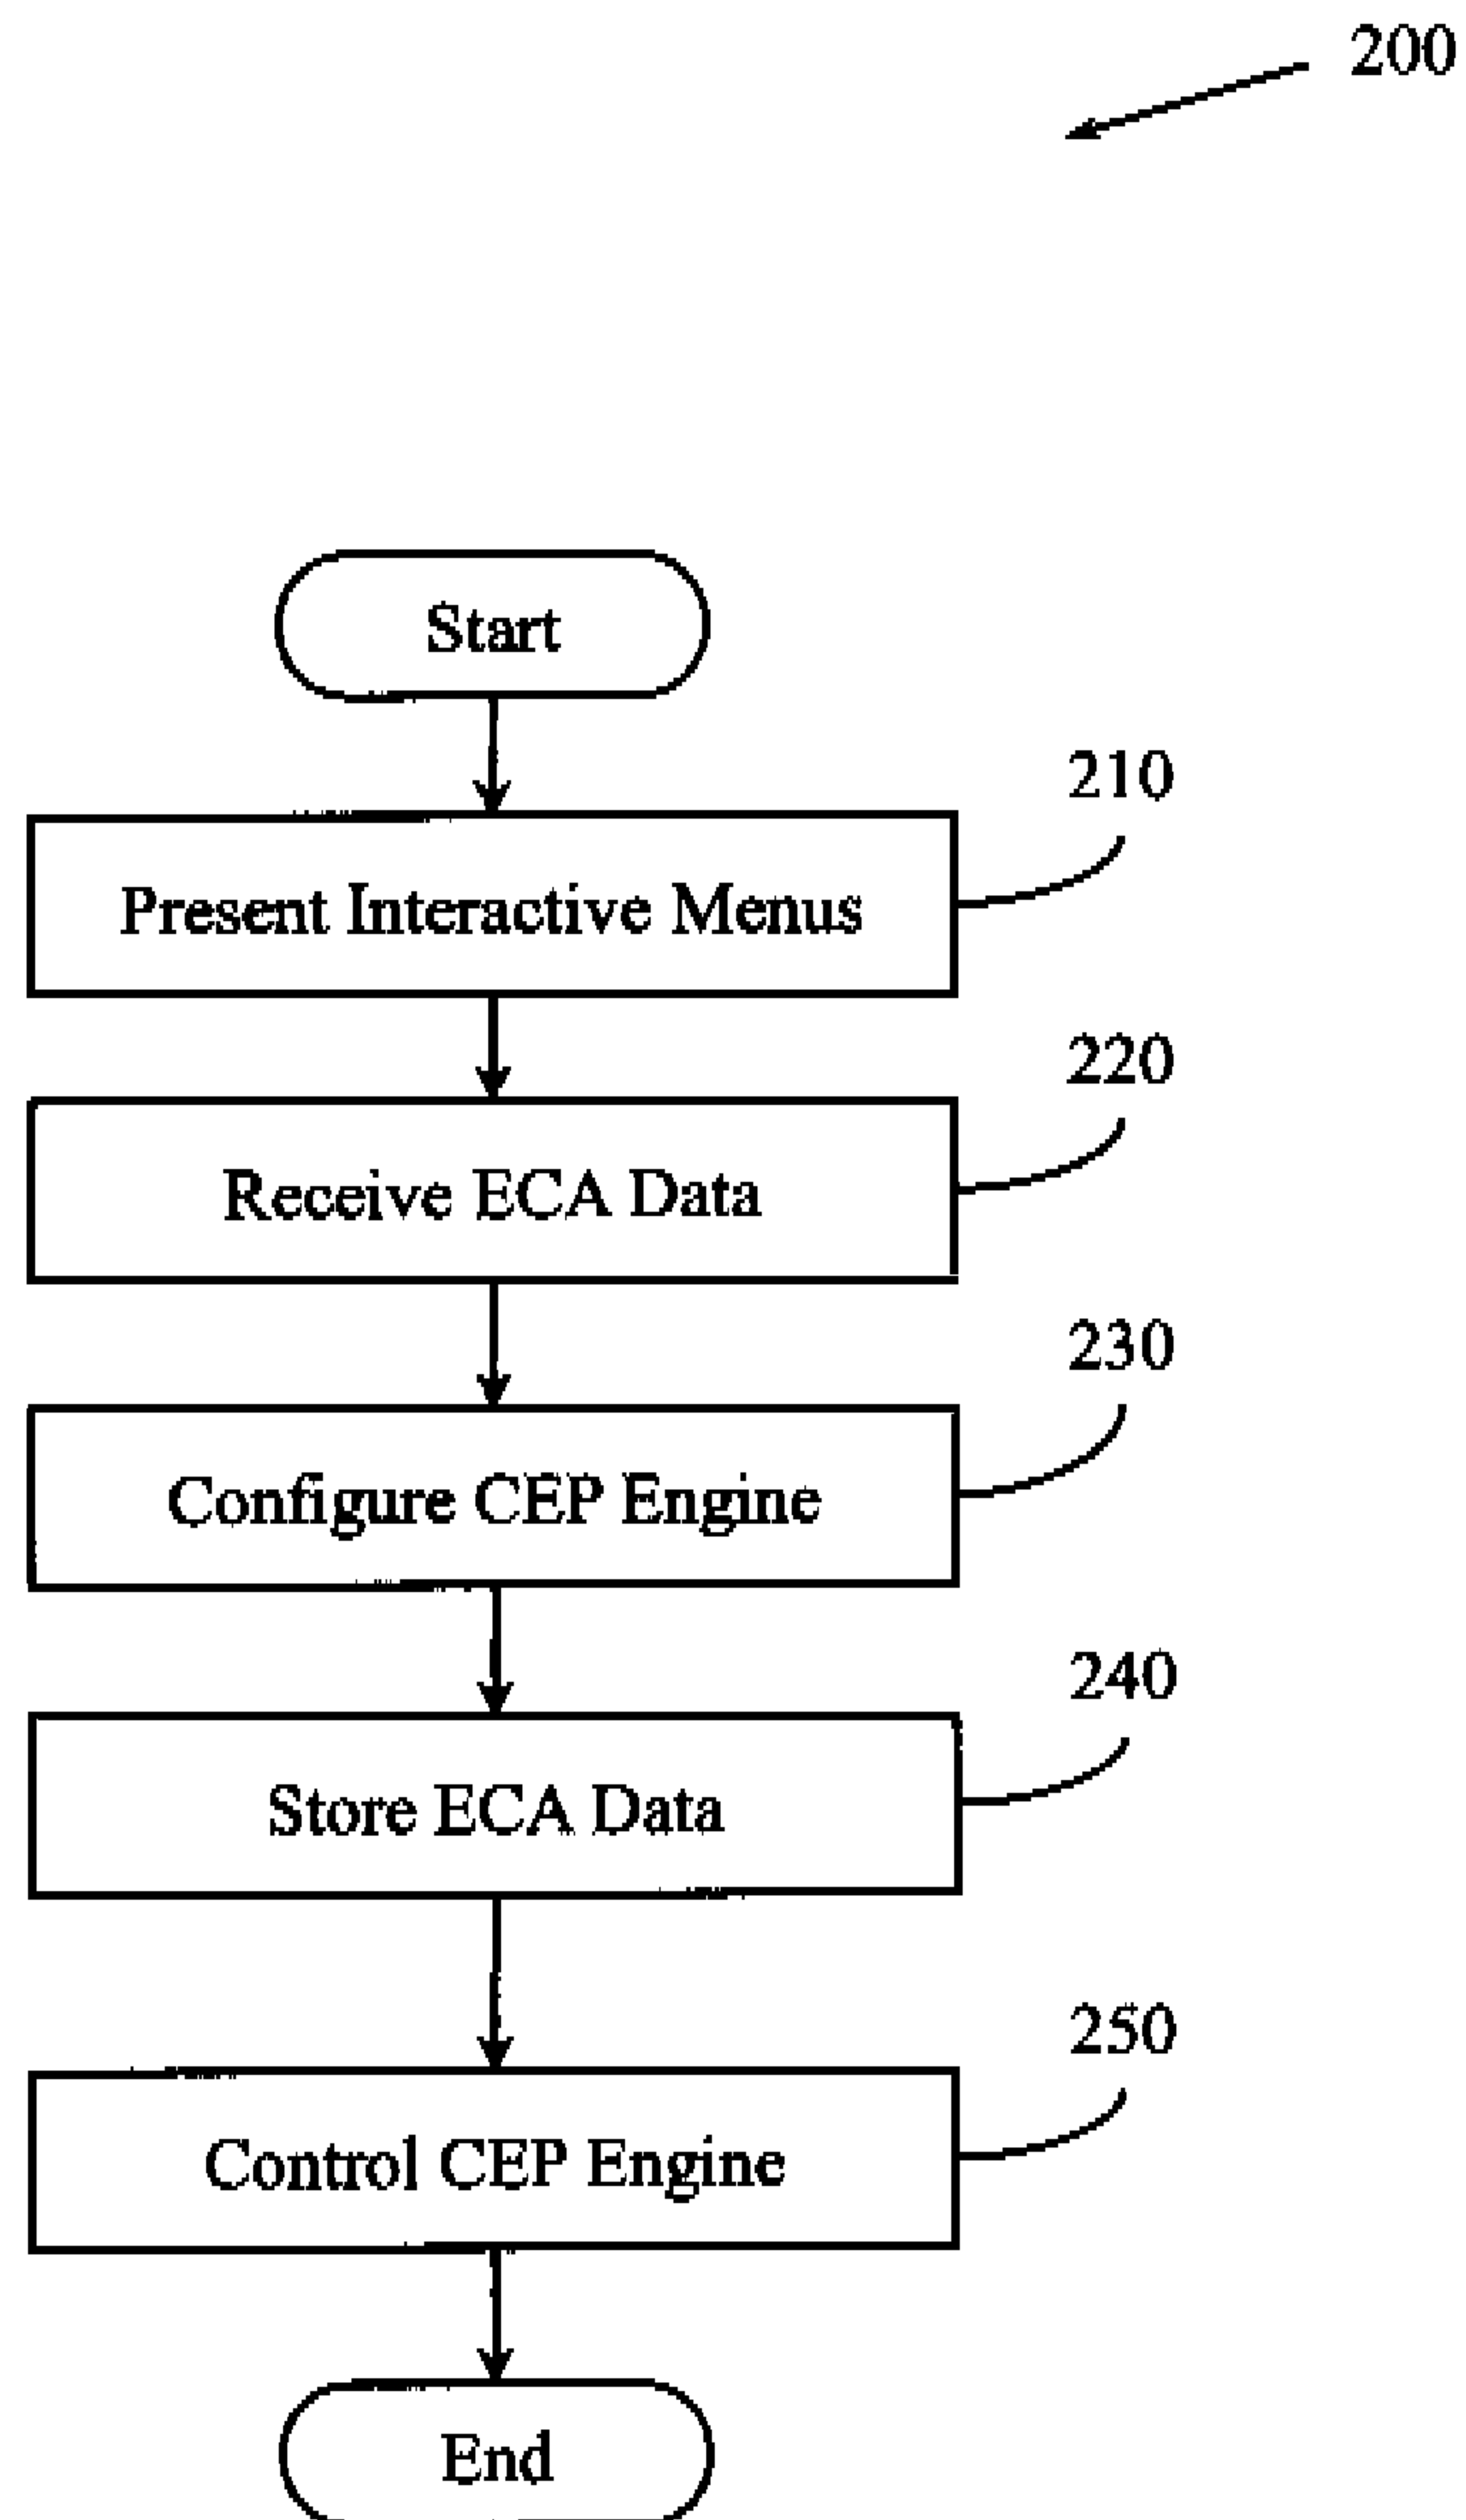 200
Start
210
Present Interactive Menus
220
Receive ECA Data
230
Configure CEP Engine
240
Store ECA Data
250
Control CEP Engine
End